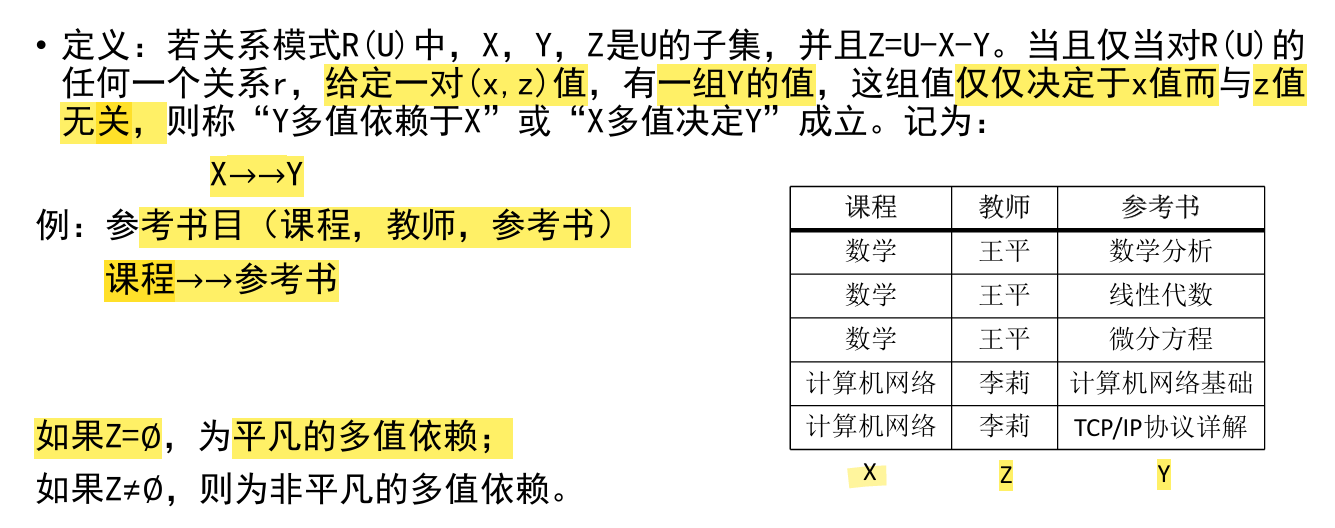 • 定义：若关系模式R(U)中，X，Y，Z是U的子集，并且Z=U-X-Y。当且仅当对R(U)的
任何一个关系r，给定一对(x,z)值，有一组Y的值，这组值仅仅决定于x值而与z值
无关，则称“Y多值依赖于X”或“X多值决定Y”成立。记为：
X→→Y
例：参考书目（课程，教师，参考书）
课程→→参考书
课程 教师 参考书
数学 王平 数学分析
数学 王平 线性代数
数学 王平 微分方程
计算机网络 李莉 计算机网络基础
计算机网络 李莉 TCP/IP协议详解
X Z Y
如果Z=∅，为平凡的多值依赖；
如果Z≠∅，则为非平凡的多值依赖。